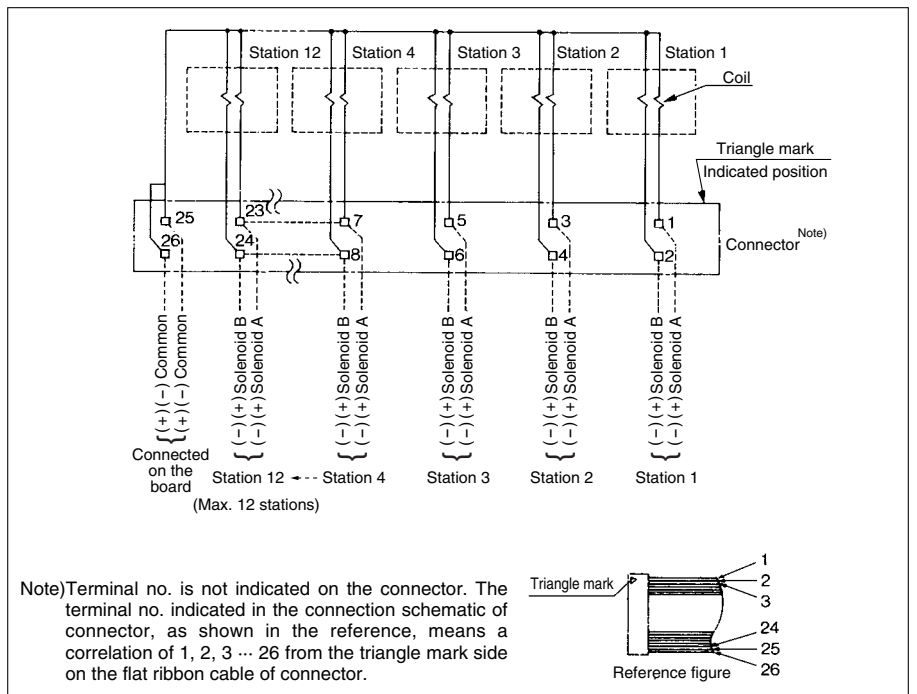 Station 12 Station 4 Station 3 Station 2 Station 1
Coil
Triangle mark
Indicated position
25 23 7 5 3 1
26 24 8 6 4 2
Connector Note)
(+)(−) Common
(+)(−) Common
(−)(+) Solenoid B
(−)(+) Solenoid A
(−)(+) Solenoid B
(−)(+) Solenoid A
(−)(+) Solenoid B
(−)(+) Solenoid A
(−)(+) Solenoid B
(−)(+) Solenoid A
(−)(+) Solenoid B
(−)(+) Solenoid A
Connected
on the
board
Station 12 Station 4 Station 3 Station 2 Station 1
(Max. 12 stations)
Note)Terminal no. is not indicated on the connector. The
terminal no. indicated in the connection schematic of
connector, as shown in the reference, means a
correlation of 1, 2, 3 ··· 26 from the triangle mark side
on the flat ribbon cable of connector.
Triangle mark
1
2
3
24
25
26
Reference figure